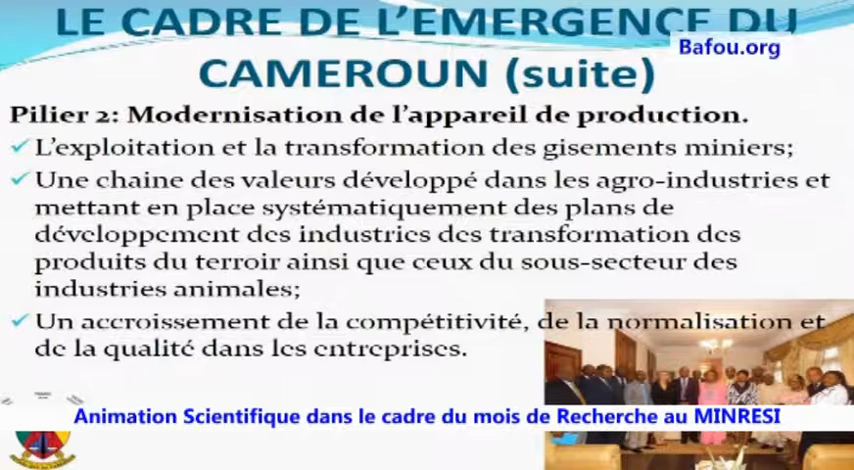 LE CADRE DE L'EMERGENCE DU
Bafou.org
CAMEROUN (suite)
Pilier 2: Modernisation de l'appareil de production.
✓ L'exploitation et la transformation des gisements miniers;
✓ Une chaine des valeurs développé dans les agro-industries et
mettant en place systématiquement des plans de
développement des industries des transformation des
produits du terroir ainsi que ceux du sous-secteur des
industries animales;
✓ Un accroissement de la compétitivité, de la normalisation et
de la qualité dans les entreprises.
Animation Scientifique dans le cadre du mois de Recherche au MINRESI